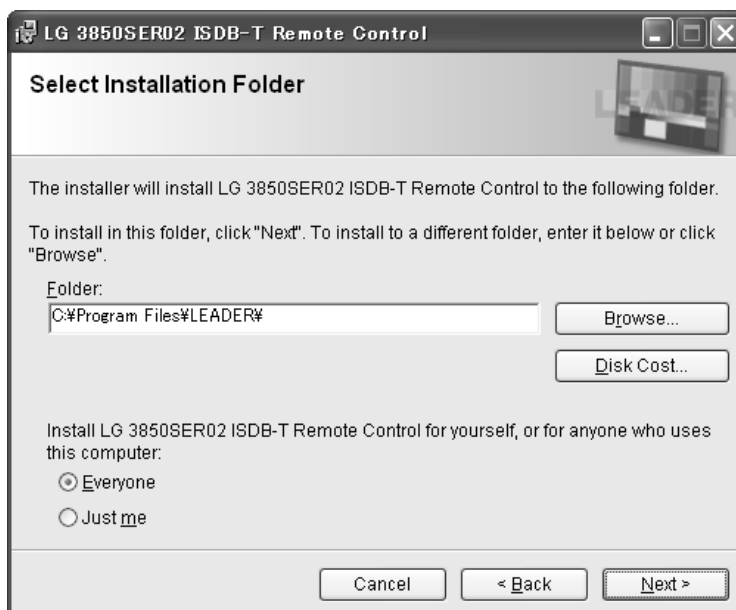 LG 3850SER02 ISDB-T Remote Control
Select Installation Folder
LEADER
The installer will install LG 3850SER02 ISDB-T Remote Control to the following folder.
To install in this folder, click "Next". To install to a different folder, enter it below or click
"Browse".
Folder:
C:¥Program Files¥LEADER¥
Browse...
Disk Cost...
Install LG 3850SER02 ISDB-T Remote Control for yourself, or for anyone who uses
this computer:
Everyone
Just me
Cancel
< Back
Next >